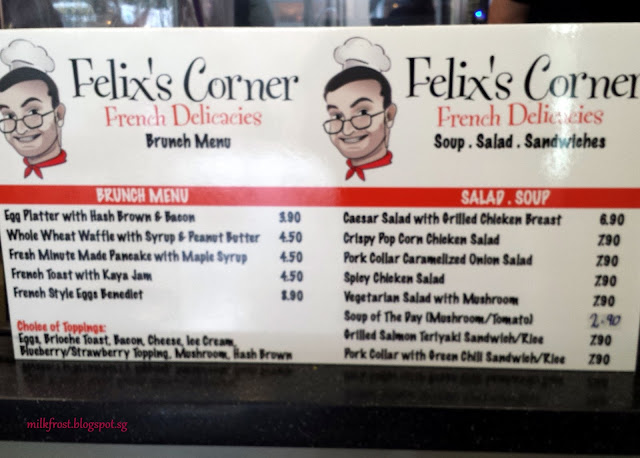 Felix's Corner
French Delicacies
Brunch Menu
BRUNCH MENU
Egg Platter with Hash Brown & Bacon
Whole Wheat Waffle with Syrup & Peanut Butter 4.50
Fresh Minute Made Pancake with Maple Syrup 4.50
French Toast with Kaya Jam 4.50
French Style Eggs Benedict
Choice of Toppings:
Eggs, Brioche Toast, Bacon, Cheese, Ice Cream,
Blueberry/Strawberry Topping, Mushroom, Hash Brown
Felix's Corner
French Delicacies
Soup . Salad . Sandwiches
SALAD . SOUP
Caesar Salad with Grilled Chicken Breast 6.90
Crispy Pop Corn Chicken Salad 7.90
Pork Collar Caramelized Onion Salad 7.90
Spicy Chicken Salad 7.90
Vegetarian Salad with Mushroom 7.90
Soup of The Day (Mushroom/Tomato) 2.90
Grilled Salmon Teriyaki Sandwich/Rice 7.90
Pork Collar with Green Chili Sandwich/Rice 7.90
milkfrost.blogspot.sg